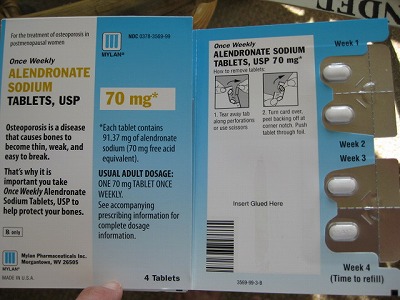 For the treatment of osteoporosis in
postmenopausal women
Once Weekly
ALENDRONATE
SODIUM
TABLETS, USP
Osteoporosis is a disease
that causes bones to
become thin, weak, and
easy to break.
That's why it is
important you take
Once Weekly Alendronate
Sodium Tablets, USP to
help protect your bones.
℞ only
Mylan Pharmaceuticals Inc.
Morgantown, WV 26505
MYLAN®
MADE IN U.S.A.
NDC 0378-3569-99
MYLAN®
70 mg*
*Each tablet contains
91.37 mg of alendronate
sodium (70 mg free acid
equivalent).
USUAL ADULT DOSAGE:
ONE 70 mg TABLET ONCE
WEEKLY.
See accompanying
prescribing information for
complete dosage
information.
4 Tablets
Once Weekly
ALENDRONATE SODIUM
TABLETS, USP 70 mg*
How to remove tablets:
1. Tear away tab
along perforations
or use scissors
2. Turn card over,
peel backing off at
corner notch. Push
tablet through foil.
Insert Glued Here
3569-99-3-B
Week 1
Week 2
Week 3
Week 4
(Time to refill)